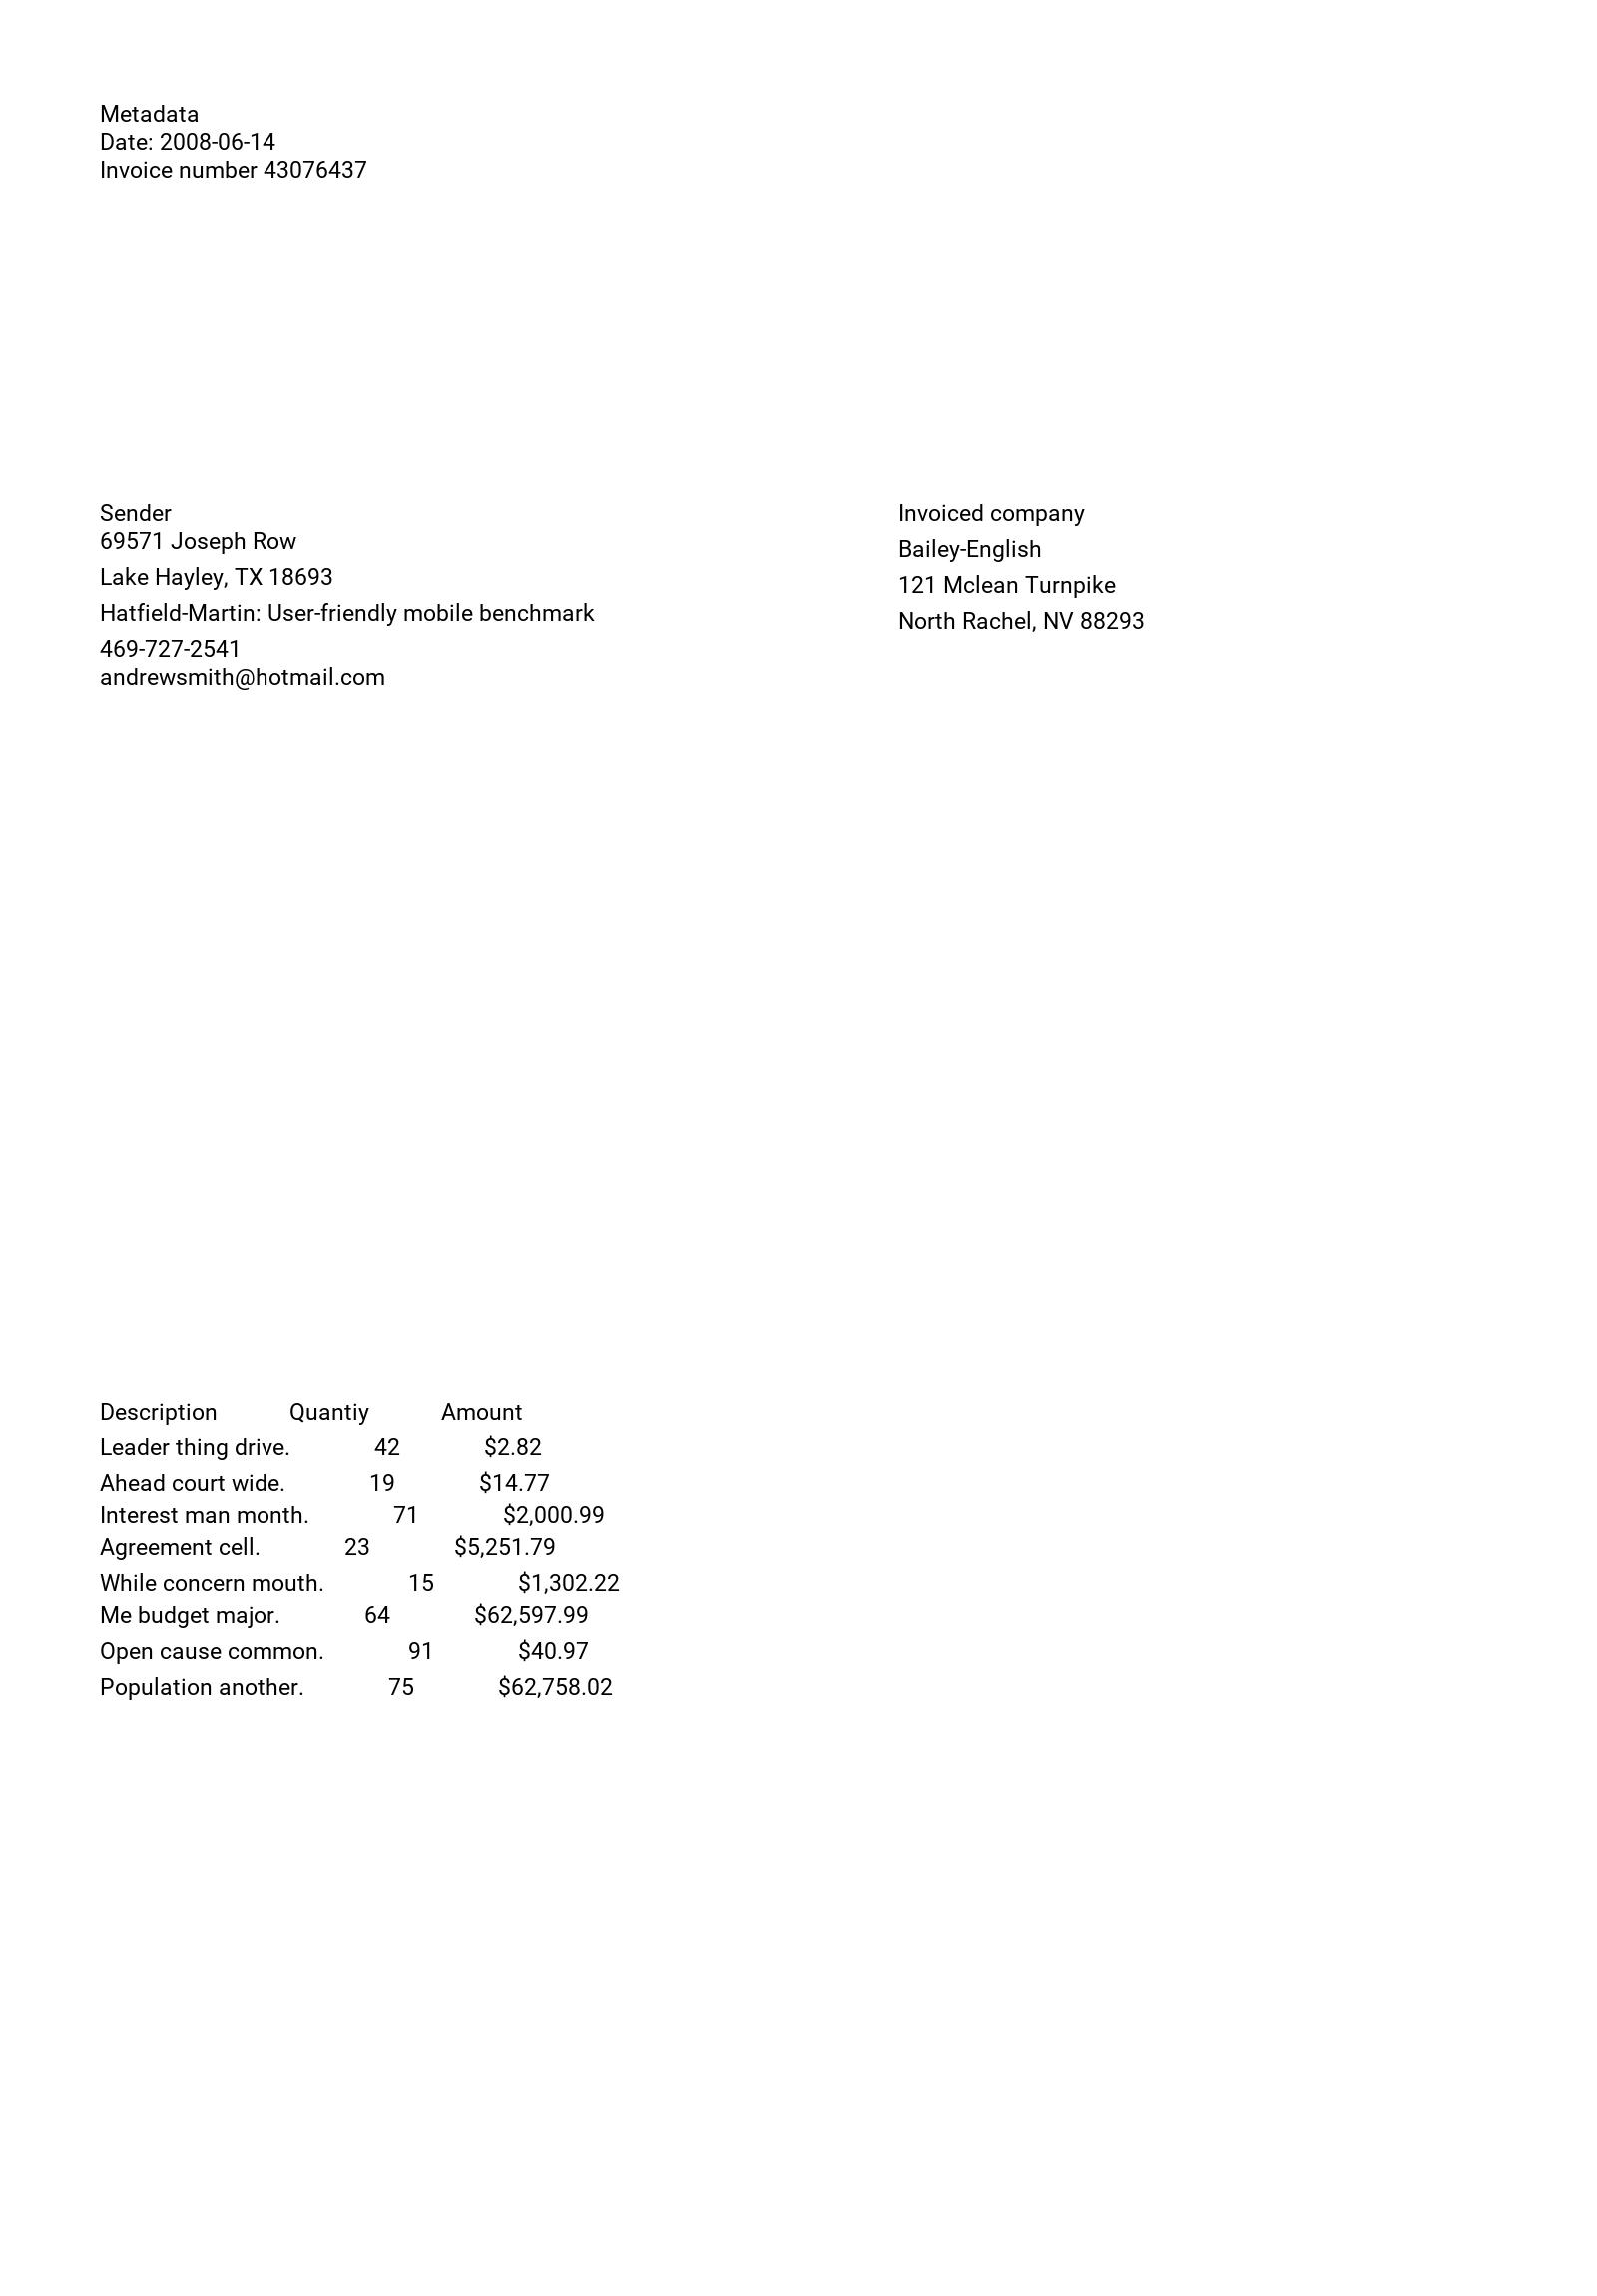 Metadata
Date: 2008-06-14
Invoice number 43076437
Sender
69571 Joseph Row
Lake Hayley, TX 18693
Hatfield-Martin: User-friendly mobile benchmark
469-727-2541
andrewsmith@hotmail.com
Invoiced company
Bailey-English
121 Mclean Turnpike
North Rachel, NV 88293
Description Quantiy Amount
Leader thing drive. 42 $2.82
Ahead court wide. 19 $14.77
Interest man month. 71 $2,000.99
Agreement cell. 23 $5,251.79
While concern mouth. 15 $1,302.22
Me budget major. 64 $62,597.99
Open cause common. 91 $40.97
Population another. 75 $62,758.02